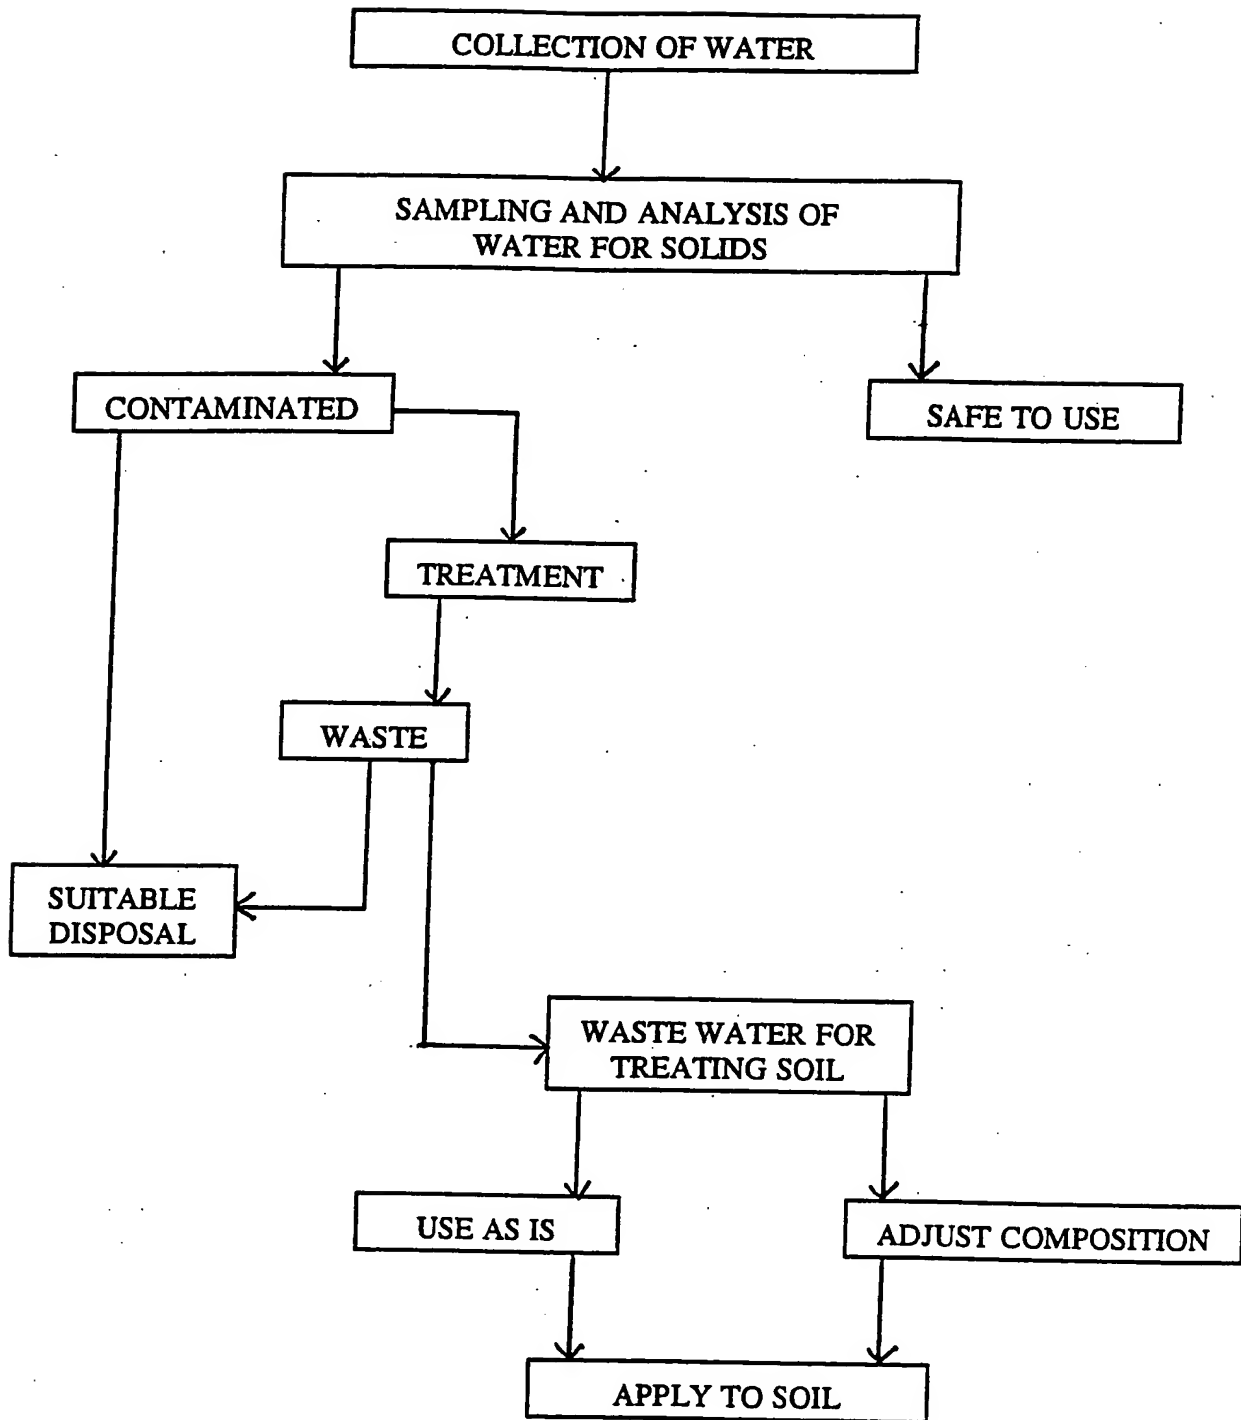 COLLECTION OF WATER
SAMPLING AND ANALYSIS OF
WATER FOR SOLIDS
CONTAMINATED
SAFE TO USE
TREATMENT
WASTE
SUITABLE
DISPOSAL
WASTE WATER FOR
TREATING SOIL
USE AS IS
ADJUST COMPOSITION
APPLY TO SOIL